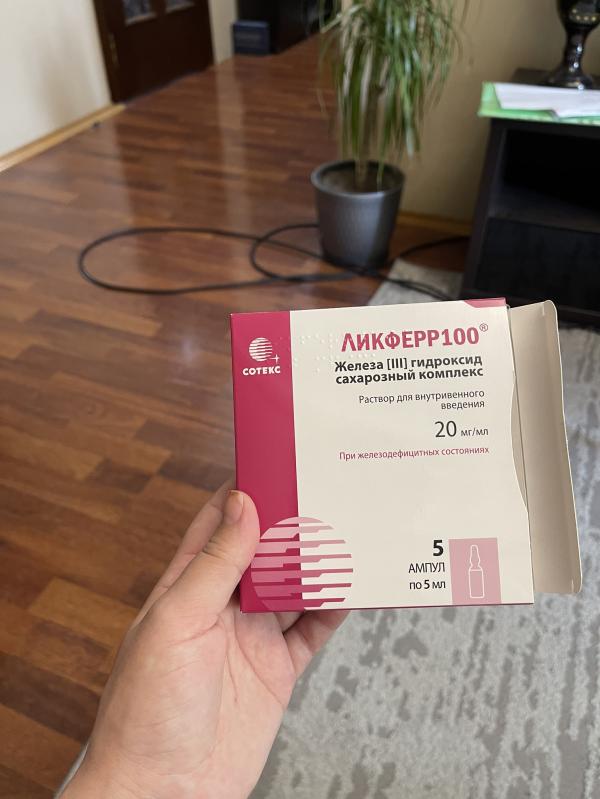 СОТЕКС
ЛИКФЕРР100®
Железа [III] гидроксид
сахарозный комплекс
Раствор для внутривенного
введения
20 мг/мл
При железодефицитных состояниях
5
АМПУЛ
по 5 мл